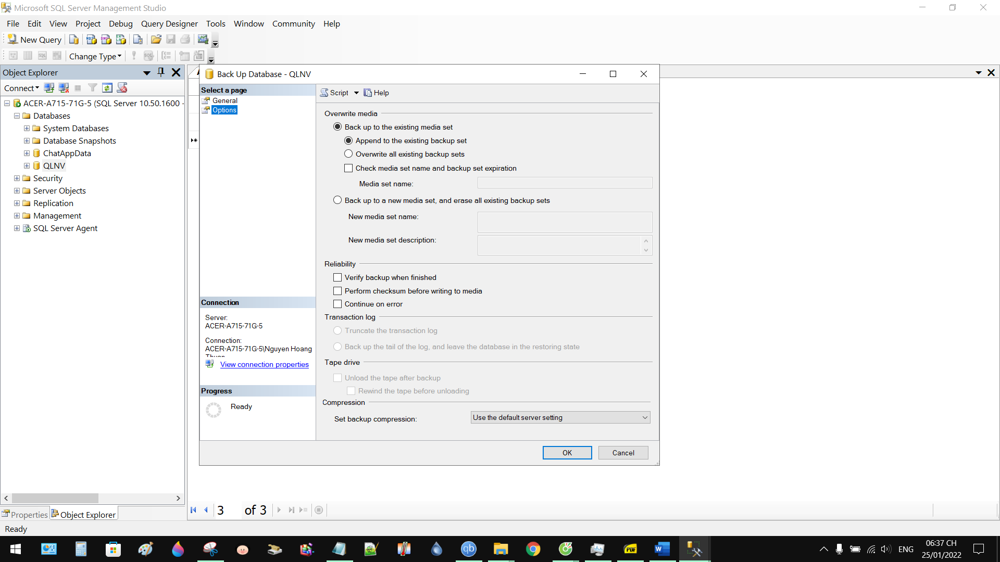 Microsoft SQL Server Management Studio
File Edit View Project Debug Query Designer Tools Window Community Help
New Query
Change Type
Object Explorer
Connect
ACER-A715-71G-5 (SQL Server 10.50.1600 -
Databases
System Databases
Database Snapshots
ChatAppData
QLNV
Security
Server Objects
Replication
Management
SQL Server Agent
Properties Object Explorer
Ready
Back Up Database - QLNV
Select a page
General
Options
Connection
Server:
ACER-A715-71G-5
Connection:
ACER-A715-71G-5\Nguyen Hoang
View connection properties
Progress
Ready
Script Help
Overwrite media
Back up to the existing media set
Append to the existing backup set
Overwrite all existing backup sets
Check media set name and backup set expiration
Media set name:
Back up to a new media set, and erase all existing backup sets
New media set name:
New media set description:
Reliability
Verify backup when finished
Perform checksum before writing to media
Continue on error
Transaction log
Truncate the transaction log
Back up the tail of the log, and leave the database in the restoring state
Tape drive
Unload the tape after backup
Rewind the tape before unloading
Compression
Set backup compression: Use the default server setting
OK Cancel
3 of 3
qb
PDF
ENG
06:37 CH
25/01/2022